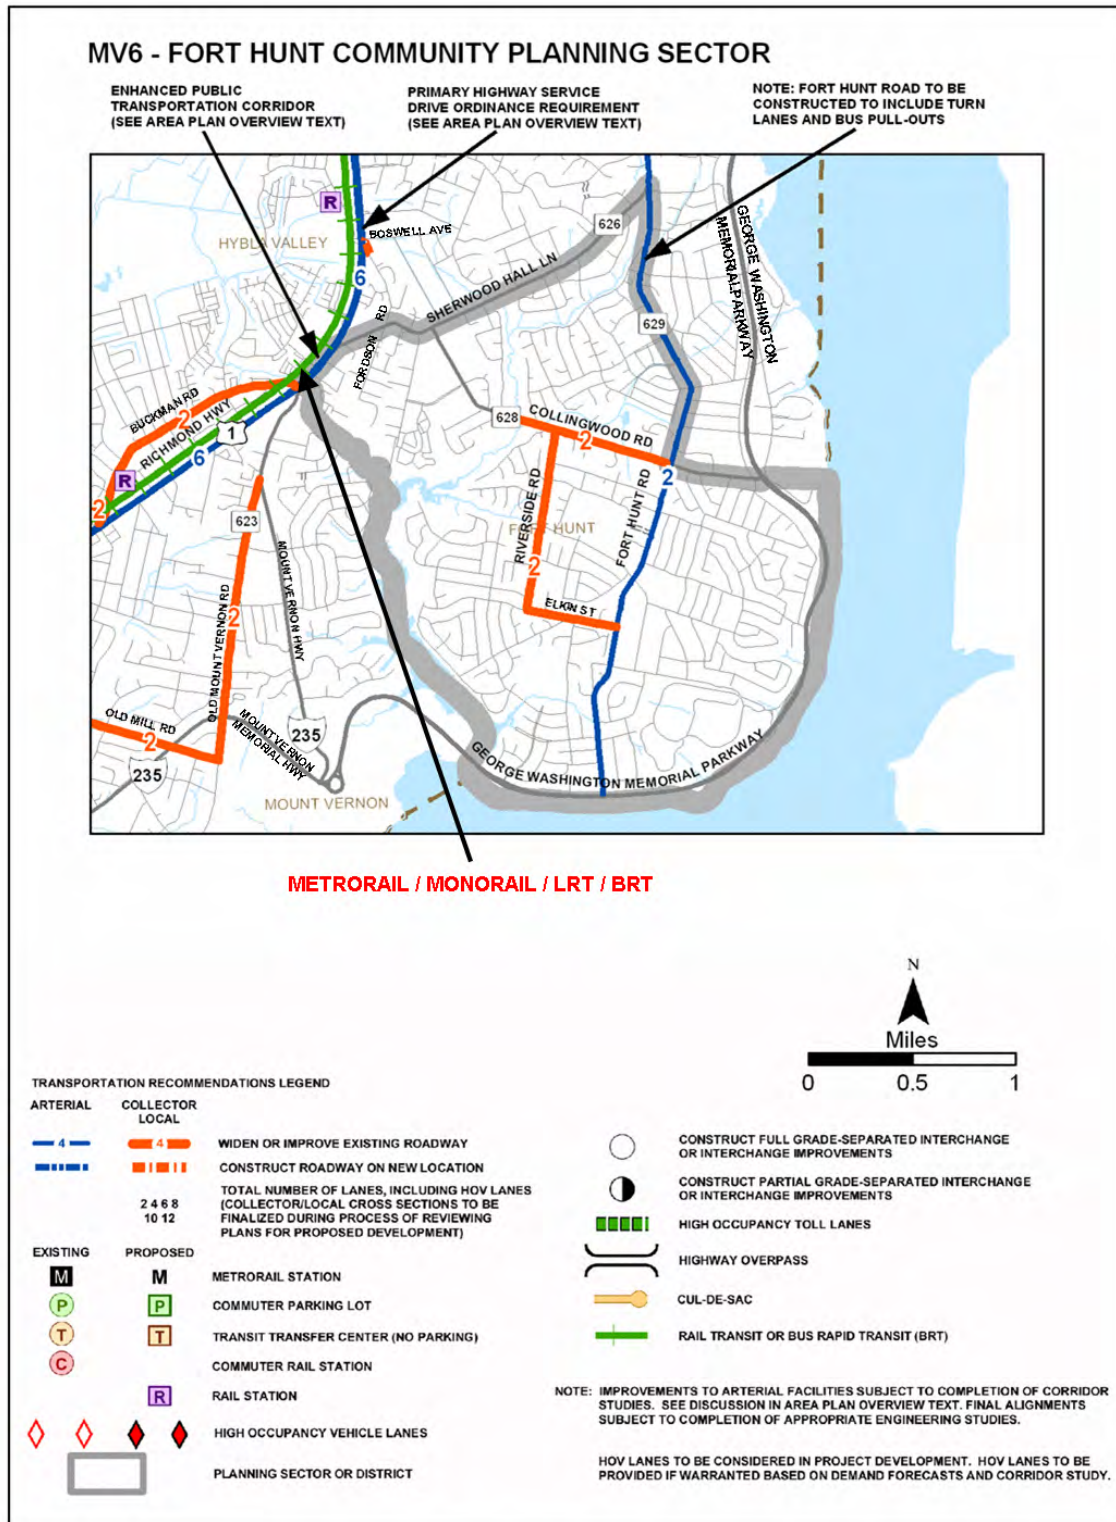 MV6 - FORT HUNT COMMUNITY PLANNING SECTOR
ENHANCED PUBLIC
TRANSPORTATION CORRIDOR
(SEE AREA PLAN OVERVIEW TEXT)
PRIMARY HIGHWAY SERVICE
DRIVE ORDINANCE REQUIREMENT
(SEE AREA PLAN OVERVIEW TEXT)
NOTE: FORT HUNT ROAD TO BE
CONSTRUCTED TO INCLUDE TURN
LANES AND BUS PULL-OUTS
R
HYBLA VALLEY
BOSWELL AVE
6
626
SHERWOOD HALL LN
FORDSON RD
GEORGE WASHINGTON
MEMORIAL PARKWAY
629
BUCKMAN RD
2
RICHMOND HWY
1
6
R
2
628
COLLINGWOOD RD
2
2
RIVERSIDE RD
FORT HUNT
FORT HUNT RD
2
ELKIN ST
623
MOUNT VERNON HWY
OLD MOUNT VERNON RD
2
OLD MILL RD
2
235
235
MOUNT VERNON
MEMORIAL HWY
MOUNT VERNON
GEORGE WASHINGTON MEMORIAL PARKWAY
METRORAIL / MONORAIL / LRT / BRT
N
Miles
0 0.5 1
TRANSPORTATION RECOMMENDATIONS LEGEND
ARTERIAL COLLECTOR
LOCAL
4 4 WIDEN OR IMPROVE EXISTING ROADWAY
CONSTRUCT ROADWAY ON NEW LOCATION
2 4 6 8
10 12
TOTAL NUMBER OF LANES, INCLUDING HOV LANES
(COLLECTOR/LOCAL CROSS SECTIONS TO BE
FINALIZED DURING PROCESS OF REVIEWING
PLANS FOR PROPOSED DEVELOPMENT)
EXISTING PROPOSED
M M METRORAIL STATION
P P COMMUTER PARKING LOT
T T TRANSIT TRANSFER CENTER (NO PARKING)
C COMMUTER RAIL STATION
R RAIL STATION
HIGH OCCUPANCY VEHICLE LANES
PLANNING SECTOR OR DISTRICT
CONSTRUCT FULL GRADE-SEPARATED INTERCHANGE
OR INTERCHANGE IMPROVEMENTS
CONSTRUCT PARTIAL GRADE-SEPARATED INTERCHANGE
OR INTERCHANGE IMPROVEMENTS
HIGH OCCUPANCY TOLL LANES
HIGHWAY OVERPASS
CUL-DE-SAC
RAIL TRANSIT OR BUS RAPID TRANSIT (BRT)
NOTE: IMPROVEMENTS TO ARTERIAL FACILITIES SUBJECT TO COMPLETION OF CORRIDOR
STUDIES. SEE DISCUSSION IN AREA PLAN OVERVIEW TEXT. FINAL ALIGNMENTS
SUBJECT TO COMPLETION OF APPROPRIATE ENGINEERING STUDIES.
HOV LANES TO BE CONSIDERED IN PROJECT DEVELOPMENT. HOV LANES TO BE
PROVIDED IF WARRANTED BASED ON DEMAND FORECASTS AND CORRIDOR STUDY.